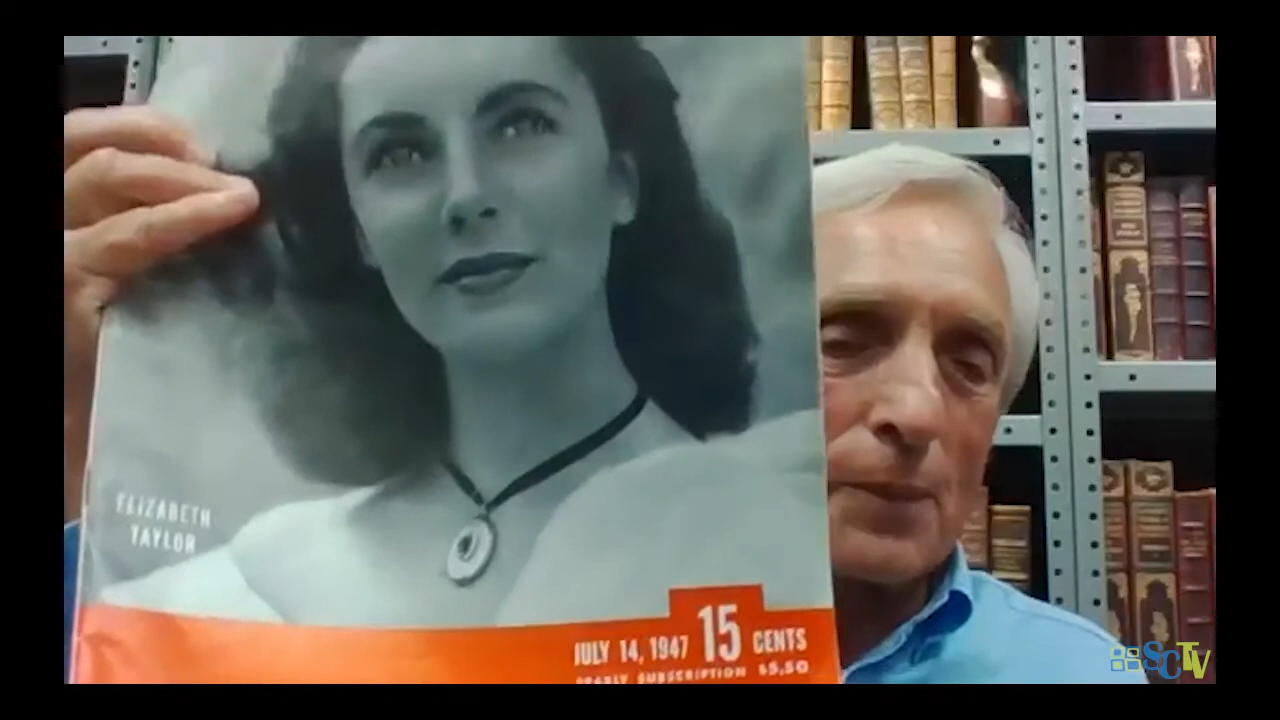 ELIZABETH
TAYLOR
JULY 14, 1947 15 CENTS
YEARLY SUBSCRIPTION $5.50
SCTV